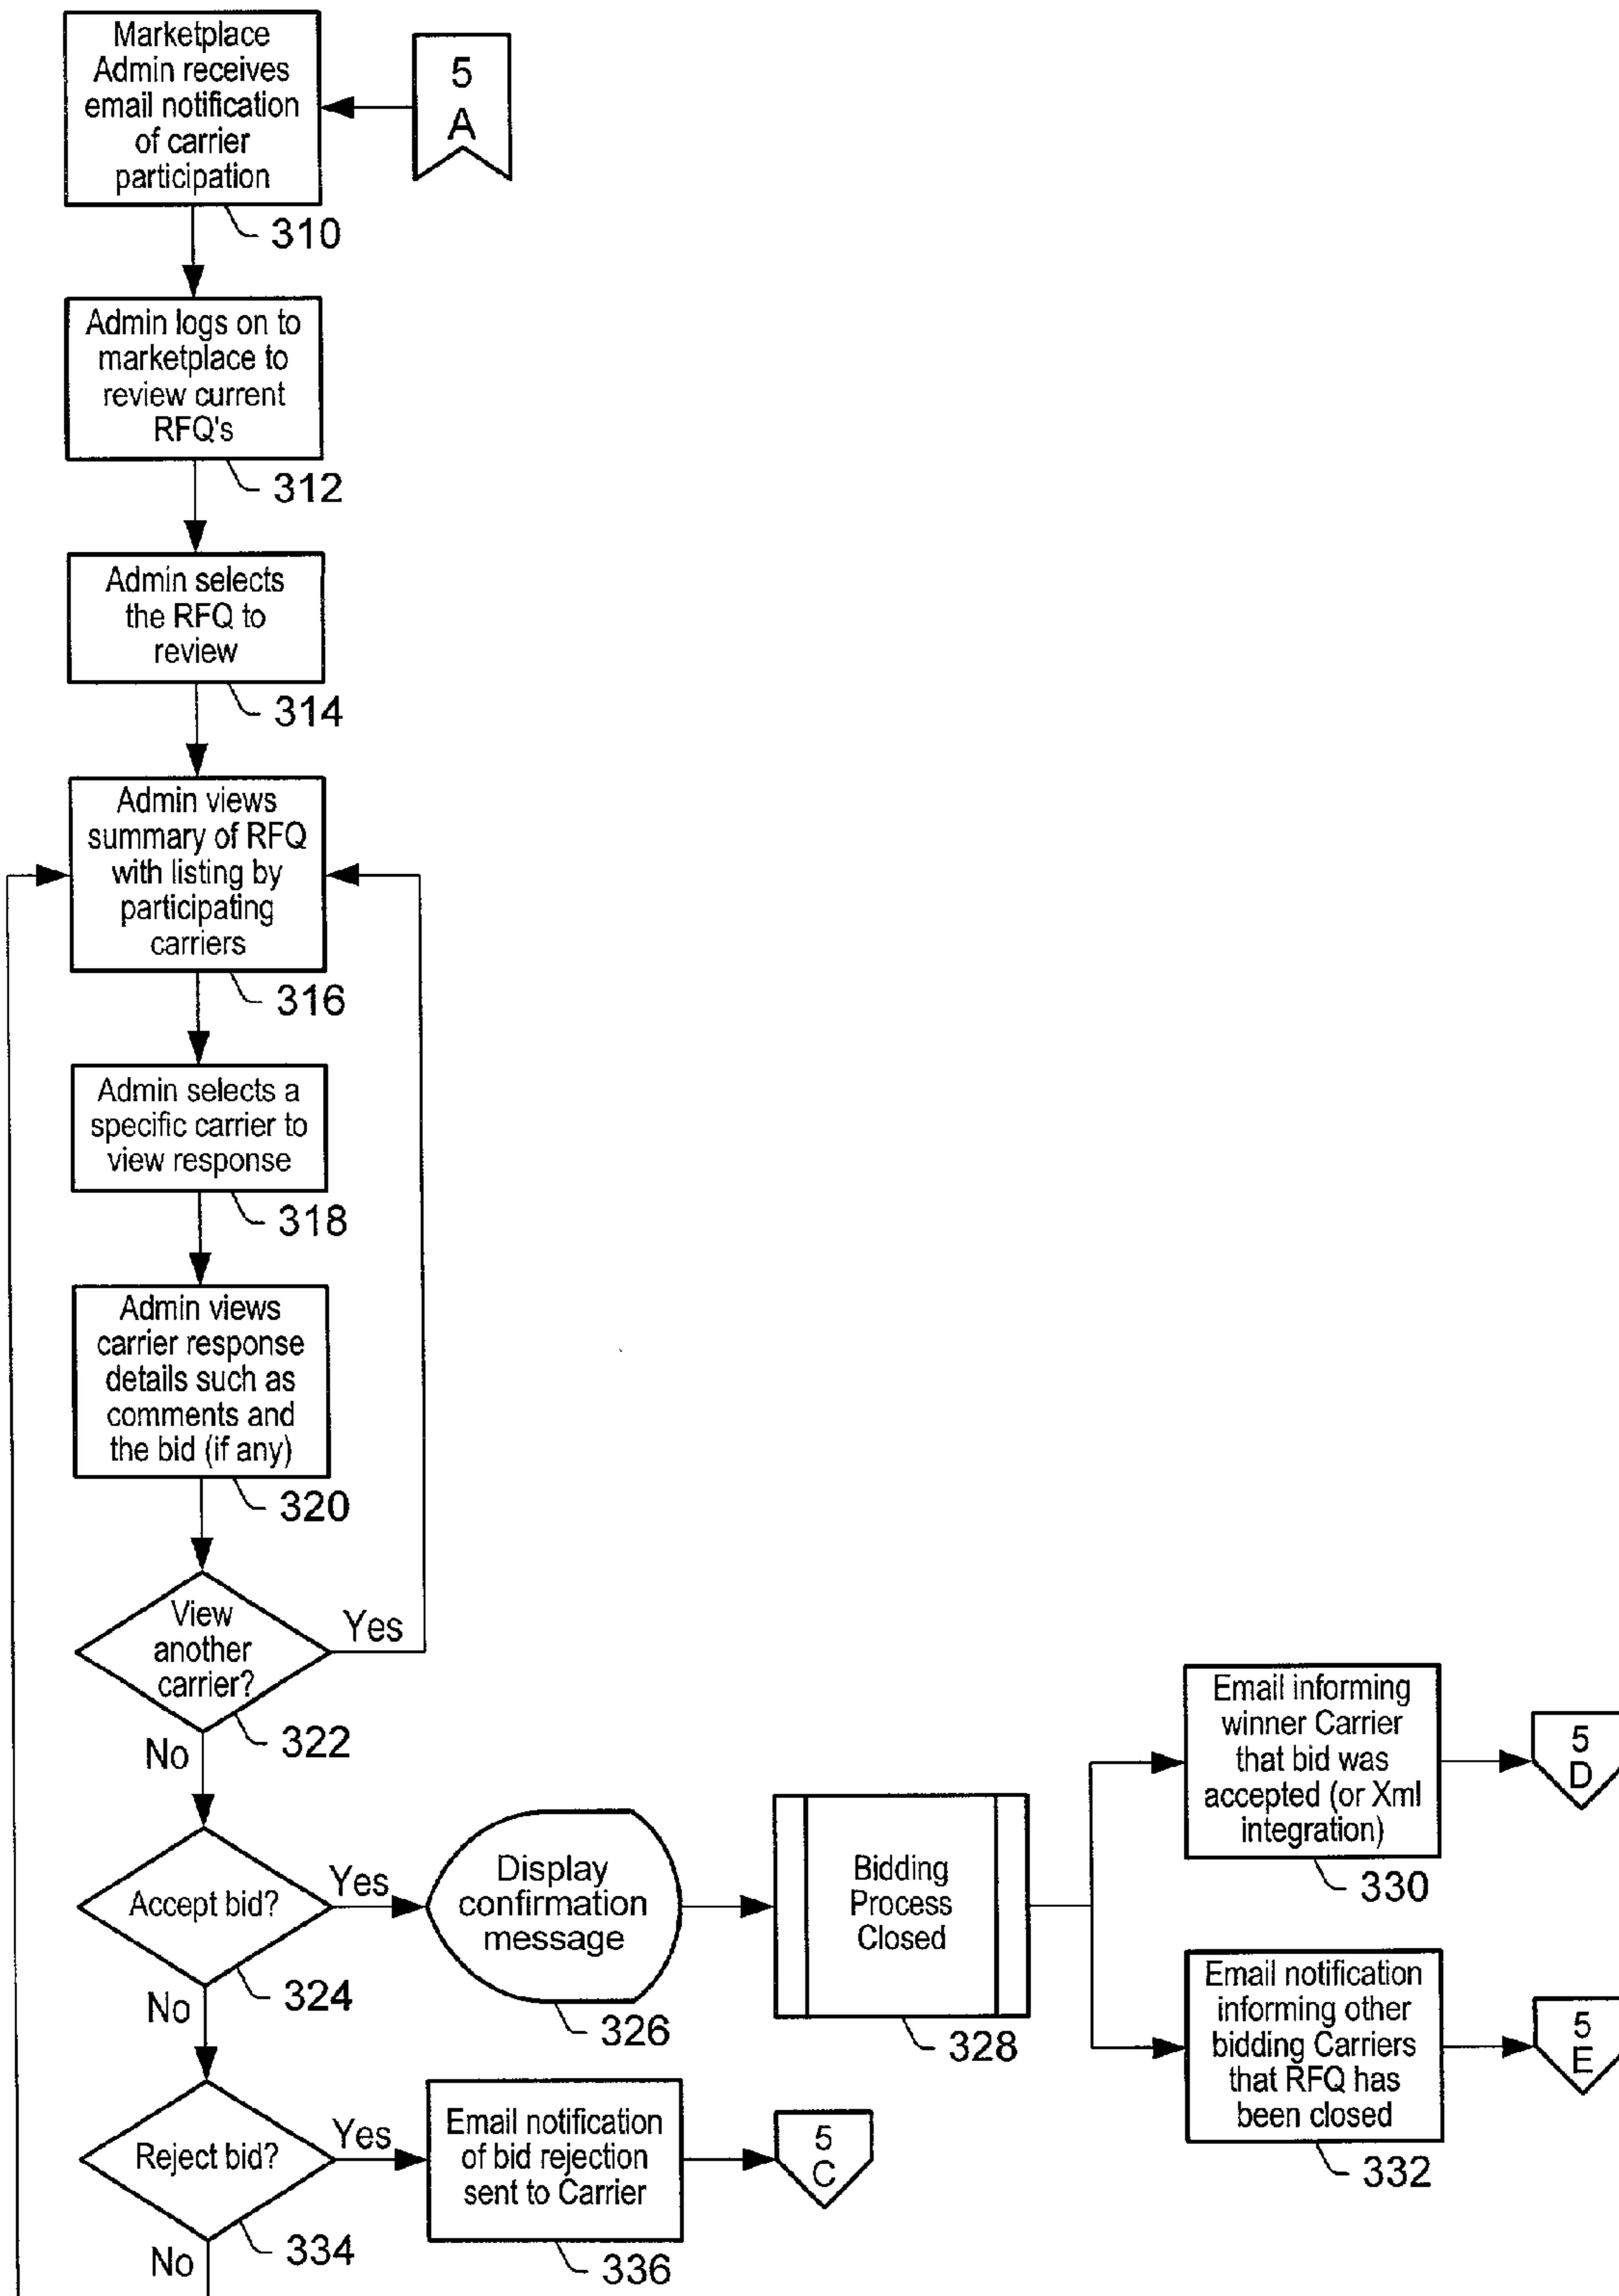 Marketplace
Admin receives
email notification
of carrier
participation
5
A
310
Admin logs on to
marketplace to
review current
RFQ's
312
Admin selects
the RFQ to
review
314
Admin views
summary of RFQ
with listing by
participating
carriers
316
Admin selects a
specific carrier to
view response
318
Admin views
carrier response
details such as
comments and
the bid (if any)
320
View
another
carrier?
Yes
322
No
Accept bid?
Yes
324
No
Display
confirmation
message
326
Bidding
Process
Closed
328
Email informing
winner Carrier
that bid was
accepted (or Xml
integration)
330
5
D
Email notification
informing other
bidding Carriers
that RFQ has
been closed
332
5
E
Reject bid?
Yes
334
No
Email notification
of bid rejection
sent to Carrier
336
5
C